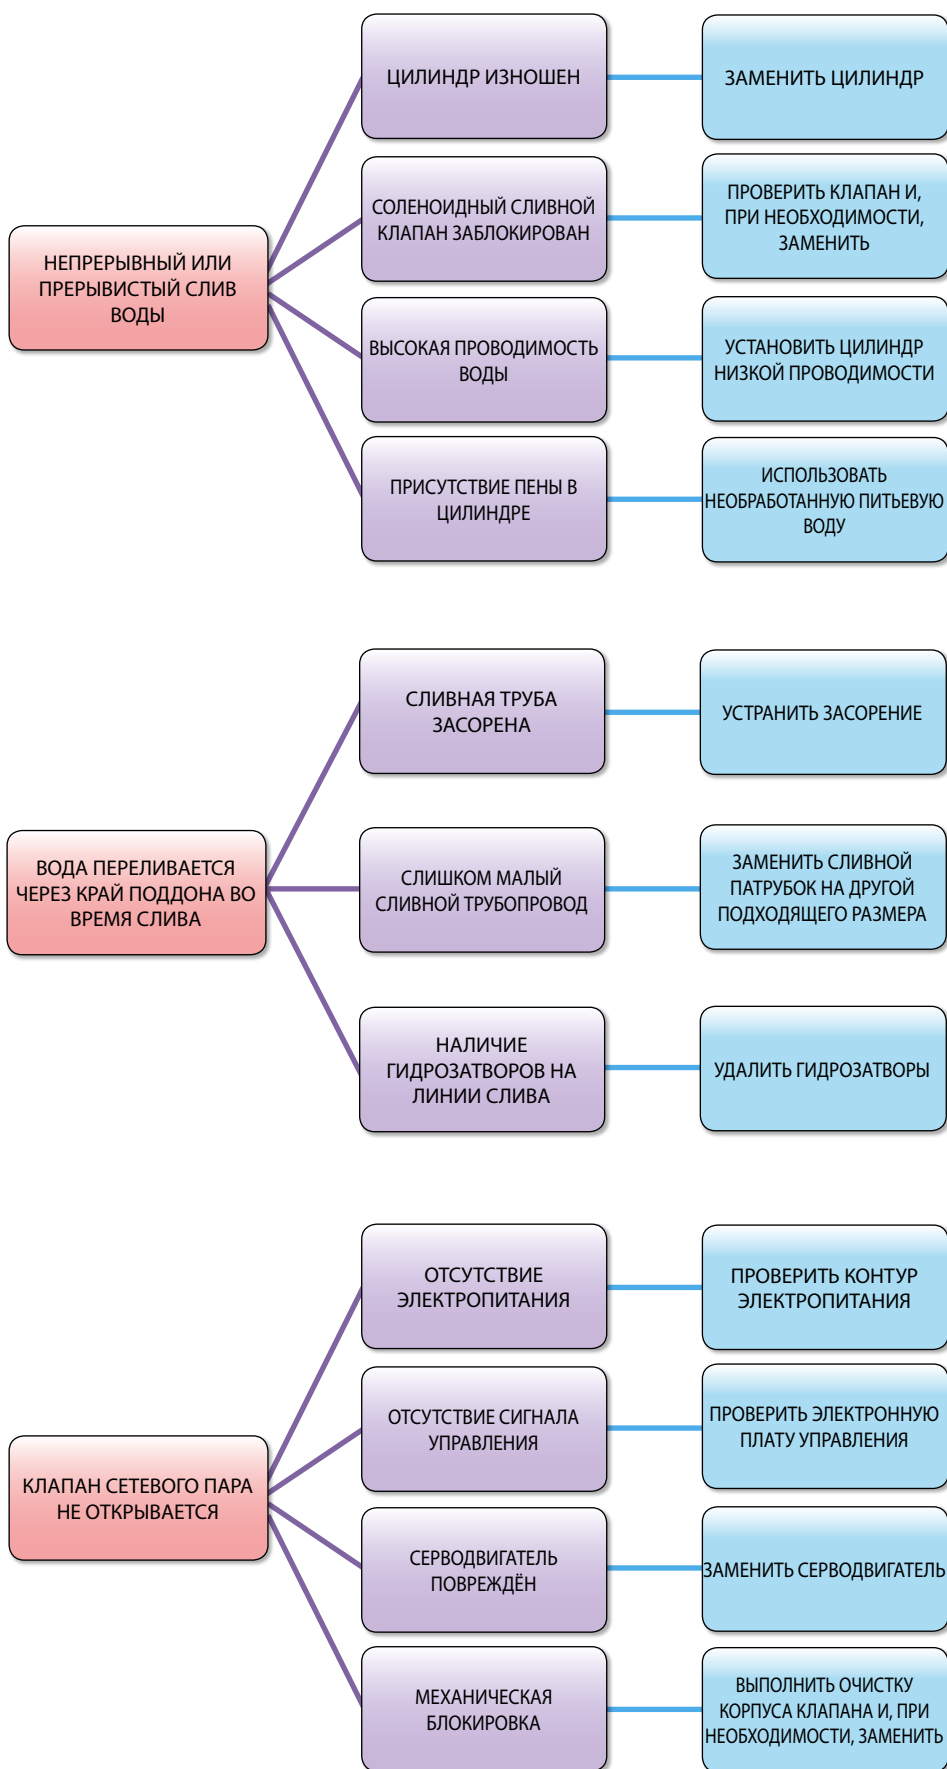 ЦИЛИНДР ИЗНОШЕН
ЗАМЕНИТЬ ЦИЛИНДР
НЕПРЕРЫВНЫЙ ИЛИ
ПРЕРЫВИСТЫЙ СЛИВ
ВОДЫ
СОЛЕНОИДНЫЙ СЛИВНОЙ
КЛАПАН ЗАБЛОКИРОВАН
ПРОВЕРИТЬ КЛАПАН И,
ПРИ НЕОБХОДИМОСТИ,
ЗАМЕНИТЬ
ВЫСОКАЯ ПРОВОДИМОСТЬ
ВОДЫ
УСТАНОВИТЬ ЦИЛИНДР
НИЗКОЙ ПРОВОДИМОСТИ
ПРИСУТСТВИЕ ПЕНЫ В
ЦИЛИНДРЕ
ИСПОЛЬЗОВАТЬ
НЕОБРАБОТАННУЮ ПИТЬЕВУЮ
ВОДУ
СЛИВНАЯ ТРУБА
ЗАСОРЕНА
УСТРАНИТЬ ЗАСОРЕНИЕ
ВОДА ПЕРЕЛИВАЕТСЯ
ЧЕРЕЗ КРАЙ ПОДДОНА ВО
ВРЕМЯ СЛИВА
СЛИШКОМ МАЛЫЙ
СЛИВНОЙ ТРУБОПРОВОД
ЗАМЕНИТЬ СЛИВНОЙ
ПАТРУБОК НА ДРУГОЙ
ПОДХОДЯЩЕГО РАЗМЕРА
НАЛИЧИЕ
ГИДРОЗАТВОРОВ НА
ЛИНИИ СЛИВА
УДАЛИТЬ ГИДРОЗАТВОРЫ
ОТСУТСТВИЕ
ЭЛЕКТРОПИТАНИЯ
ПРОВЕРИТЬ КОНТУР
ЭЛЕКТРОПИТАНИЯ
КЛАПАН СЕТЕВОГО ПАРА
НЕ ОТКРЫВАЕТСЯ
ОТСУТСТВИЕ СИГНАЛА
УПРАВЛЕНИЯ
ПРОВЕРИТЬ ЭЛЕКТРОННУЮ
ПЛАТУ УПРАВЛЕНИЯ
СЕРВОДВИГАТЕЛЬ
ПОВРЕЖДЁН
ЗАМЕНИТЬ СЕРВОДВИГАТЕЛЬ
МЕХАНИЧЕСКАЯ
БЛОКИРОВКА
ВЫПОЛНИТЬ ОЧИСТКУ
КОРПУСА КЛАПАНА И, ПРИ
НЕОБХОДИМОСТИ, ЗАМЕНИТЬ